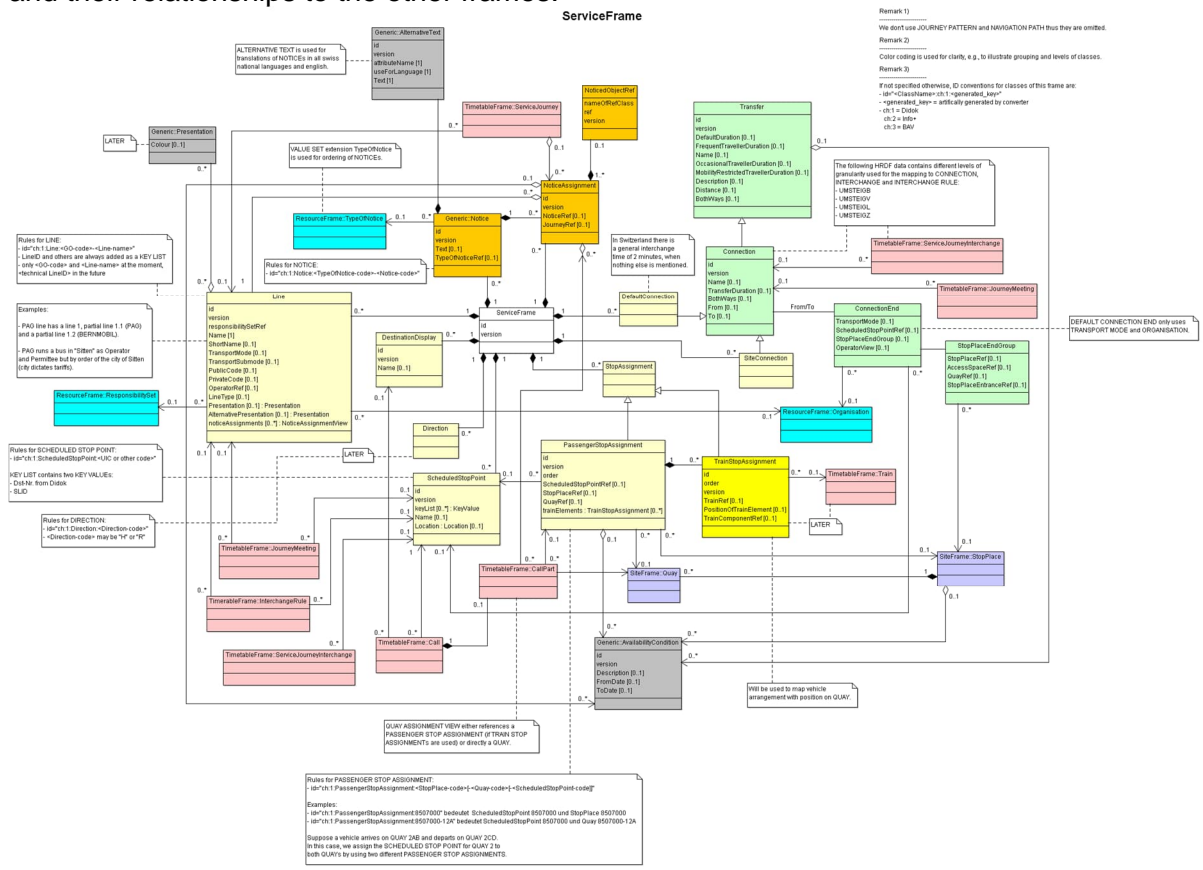 and their relationships to the other frames.
ServiceFrame
Remark 1)
We don't use JOURNEY PATTERN and NAVIGATION PATH thus they are omitted.
Remark 2)
Color coding is used for clarity, e.g., to illustrate grouping and levels of classes.
Remark 3)
If not specified otherwise, ID conventions for classes of this frame are:
- id="<ClassName>:ch:1:<generated_key>"
- <generated_key> = artifically generated by converter
- ch:1 = Didok
ch:2 = Info+
ch:3 = BAV
Generic::AlternativeText
id
version
attributeName [1]
useForLanguage [1]
Text [1]
ALTERNATIVE TEXT is used for
translations of NOTICEs in all swiss
national languages and english.
NoticedObjectRef
nameOfRefClass
ref
version
TimetableFrame::ServiceJourney
Transfer
id
version
DefaultDuration [0..1]
FrequentTravellerDuration [0..1]
Name [0..1]
OccasionalTravellerDuration [0..1]
MobilityRestrictedTravellerDuration [0..1]
Description [0..1]
Distance [0..1]
BothWays [0..1]
Generic::Presentation
Colour [0..1]
LATER
VALUE SET extension TypeOfNotice
is used for ordering of NOTICEs.
The following HRDF data contains different levels of
granularity used for the mapping to CONNECTION,
INTERCHANGE and INTERCHANGE RULE:
- UMSTEIGB
- UMSTEIGV
- UMSTEIGL
- UMSTEIGZ
NoticeAssignment
id
version
NoticeRef [0..1]
JourneyRef [0..1]
ResourceFrame::TypeOfNotice
Generic::Notice
id
version
Text [0..1]
TypeOfNoticeRef [0..1]
Rules for LINE:
- id="ch:1:Line:<GO-code>-<Line-name>"
- LineID and others are always added as a KEY LIST
- only <GO-code> and <Line-name> at the moment,
<technical LineID> in the future
Rules for NOTICE:
- id="ch:1:Notice:<TypeOfNotice-code>-<Notice-code>"
In Switzerland there is
a general interchange
time of 2 minutes, when
nothing else is mentioned.
TimetableFrame::ServiceJourneyInterchange
Connection
id
version
Name [0..1]
TransferDuration [0..1]
BothWays [0..1]
From [0..1]
To [0..1]
TimetableFrame::JourneyMeeting
DefaultConnection
From/To
ConnectionEnd
TransportMode [0..1]
ScheduledStopPointRef [0..1]
StopPlaceEndGroup [0..1]
OperatorView [0..1]
DEFAULT CONNECTION END only uses
TRANSPORT MODE and ORGANISATION.
Line
id
version
responsibilitySetRef
Name [1]
ShortName [0..1]
TransportMode [0..1]
TransportSubmode [0..1]
PublicCode [0..1]
PrivateCode [0..1]
OperatorRef [0..1]
LineType [0..1]
Presentation [0..1] : Presentation
AlternativePresentation [0..1] : Presentation
noticeAssignments [0..*] : NoticeAssignmentView
Examples:
- PAG line has a line 1, partial line 1.1 (PAG)
and a partial line 1.2 (BERNMOBIL).
- PAG runs a bus in "Sitten" as Operator
and Permittee but by order of the city of Sitten
(city dictates tariffs).
ServiceFrame
id
version
DestinationDisplay
id
version
Name [0..1]
SiteConnection
StopPlaceEndGroup
StopPlaceRef [0..1]
AccessSpaceRef [0..1]
QuayRef [0..1]
StopPlaceEntranceRef [0..1]
StopAssignment
ResourceFrame::ResponsibilitySet
ResourceFrame::Organisation
Direction
LATER
Rules for SCHEDULED STOP POINT:
- id="ch:1:ScheduledStopPoint:<UIC or other code>"
KEY LIST contains two KEY VALUEs:
- Dst-Nr. from Didok
- SLID
PassengerStopAssignment
id
version
order
ScheduledStopPointRef [0..1]
StopPlaceRef [0..1]
QuayRef [0..1]
trainElements : TrainStopAssignment [0..*]
TrainStopAssignment
id
order
version
TrainRef [0..1]
PositionOfTrainElement [0..1]
TrainComponentRef [0..1]
TimetableFrame::Train
LATER
ScheduledStopPoint
id
version
keyList [0..*] : KeyValue
Name [0..1]
Location : Location [0..1]
Rules for DIRECTION:
- id="ch:1:Direction:<Direction-code>"
- <Direction-code> may be "H" or "R"
TimetableFrame::JourneyMeeting
TimetableFrame::CallPart
SiteFrame::Quay
SiteFrame::StopPlace
TimerableFrame::InterchangeRule
TimetableFrame::ServiceJourneyInterchange
TimetableFrame::Call
Generic::AvailabilityCondition
id
version
Description [0..1]
FromDate [0..1]
ToDate [0..1]
Will be used to map vehicle
arrangement with position on QUAY.
QUAY ASSIGNMENT VIEW either references a
PASSENGER STOP ASSIGNMENT (if TRAIN STOP
ASSIGNMENTs are used) or directly a QUAY.
Rules for PASSENGER STOP ASSIGNMENT:
- id="ch:1:PassengerStopAssignment:<StopPlace-code>[-<Quay-code>[-<ScheduledStopPoint-code]]"
Examples:
- id="ch:1:PassengerStopAssignment:8507000" bedeutet ScheduledStopPoint 8507000 und StopPlace 8507000
- id="ch:1:PassengerStopAssignment:8507000-12A" bedeutet ScheduledStopPoint 8507000 und Quay 8507000-12A
Suppose a vehicle arrives on QUAY 2AB and departs on QUAY 2CD.
In this case, we assign the SCHEDULED STOP POINT for QUAY 2 to
both QUAYs by using two different PASSENGER STOP ASSIGNMENTS.